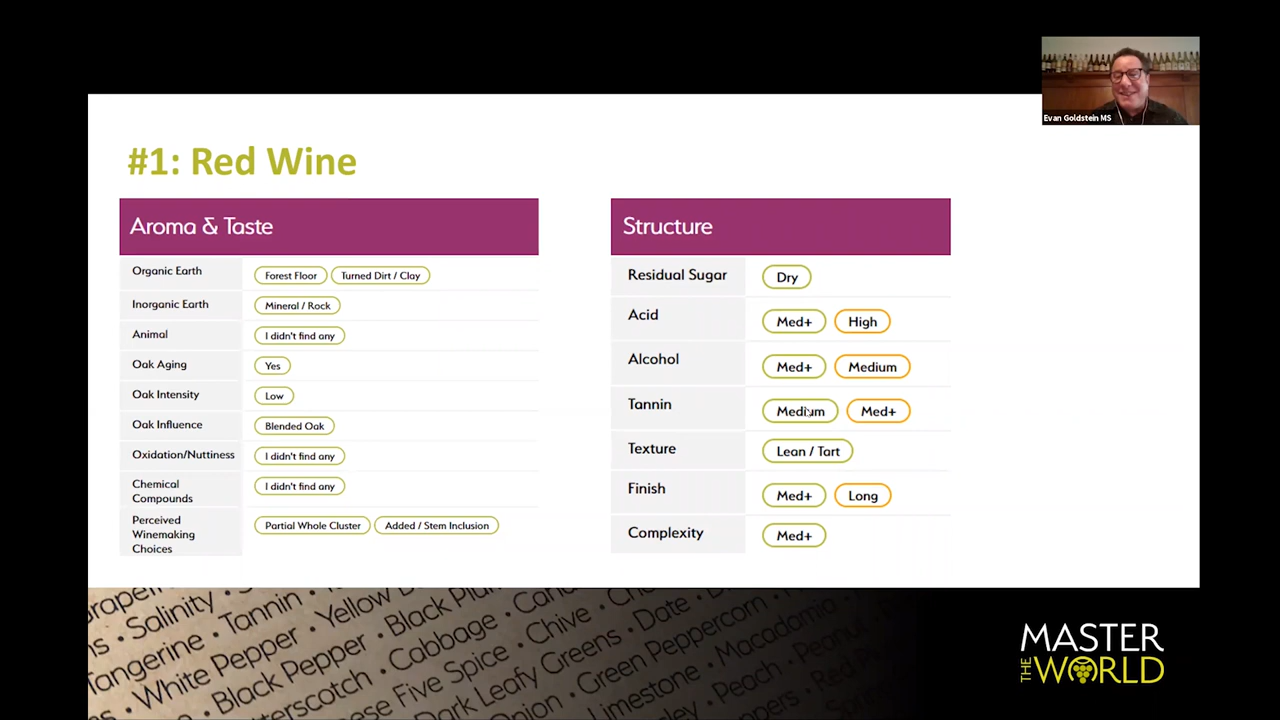 Evan Goldstein MS
#1: Red Wine
Aroma & Taste
Organic Earth Forest Floor Turned Dirt / Clay
Inorganic Earth Mineral / Rock
Animal I didn't find any
Oak Aging Yes
Oak Intensity Low
Oak Influence Blended Oak
Oxidation/Nuttiness I didn't find any
Chemical
Compounds I didn't find any
Perceived
Winemaking
Choices
Partial Whole Cluster Added / Stem Inclusion
Structure
Residual Sugar Dry
Acid Med+ High
Alcohol Med+ Medium
Tannin Medium Med+
Texture Lean / Tart
Finish Med+ Long
Complexity Med+
• Salinity •
Tangerine • Tannin •
• White Pepper • Yellow
• Black Pepper • Black
Cabbage •
Five Spice • Chive •
Dark Leafy Greens • Date •
• Green Peppercorn •
Limestone • Macadamia •
• Peach •
MASTER
THE WORLD